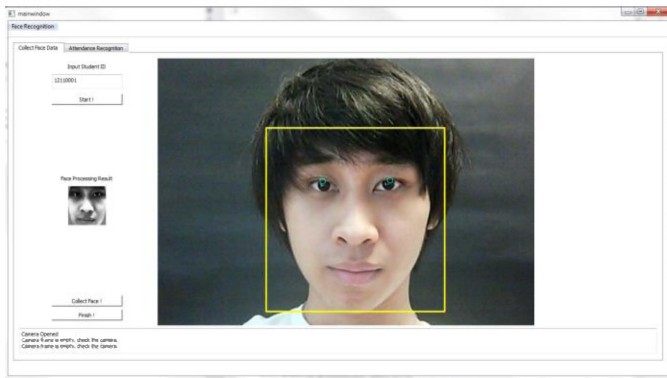 mainwindow
Face Recognition
Collect Face Data
Attendance Recognition
Input Student ID
12110001
Start !
Face Processing Result
Collect Face !
Finish !
Camera Opened
Camera frame is empty. check the camera.
Camera frame is empty. check the camera.